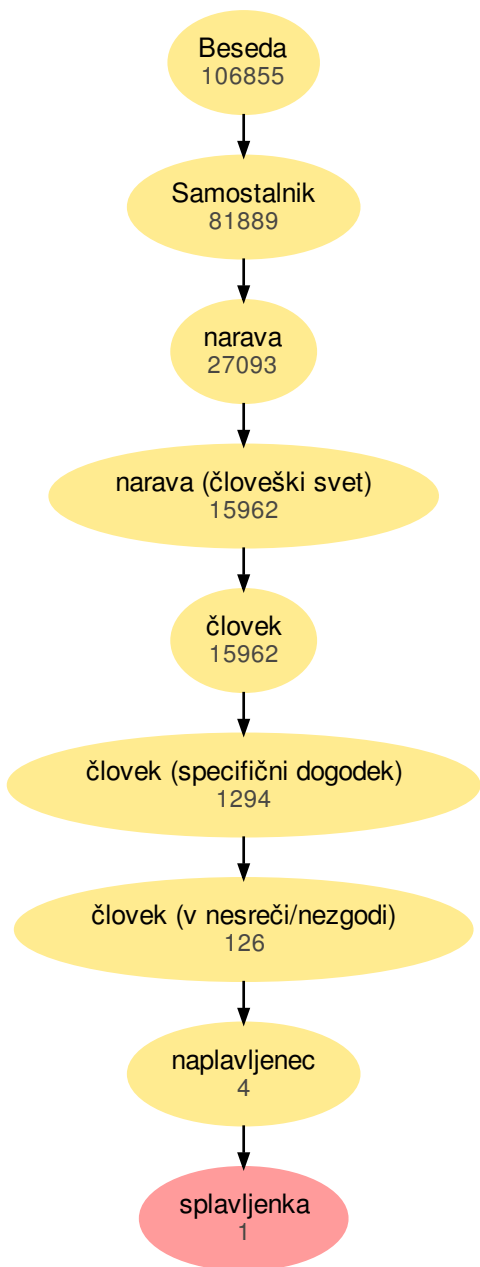 Beseda
106855
Samostalnik
81889
narava
27093
narava (človeški svet)
15962
človek
15962
človek (specifični dogodek)
1294
človek (v nesreči/nezgodi)
126
naplavljenec
4
splavljenka
1